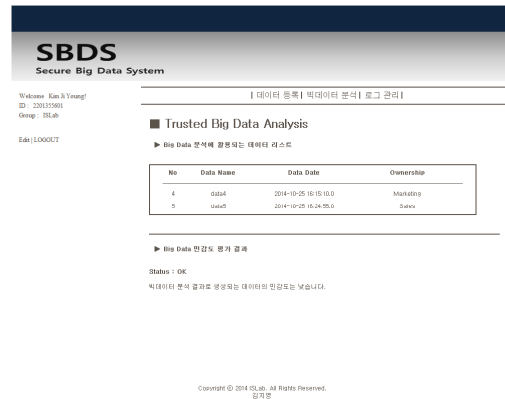 SBDS
Secure Big Data System
Welcome Kim Ji Young!
ID : 2201355601
Group : ISLab
Edit | LOGOUT
| 데이터 등록 | 빅데이터 분석 | 로그 관리 |
■ Trusted Big Data Analysis
▶ Big Data 분석에 활용되는 데이터 리스트
No Data Name Data Date Ownership
4 data4 2014-10-25 16:15:10.0 Marketing
5 data5 2014-10-25 16:24:55.0 Sales
▶ Big Data 민감도 평가 결과
Status : OK
빅데이터 분석 결과로 생성되는 데이터의 민감도는 낮습니다.
Copyright ⓒ 2014 ISLab. All Rights Reserved.
김지영